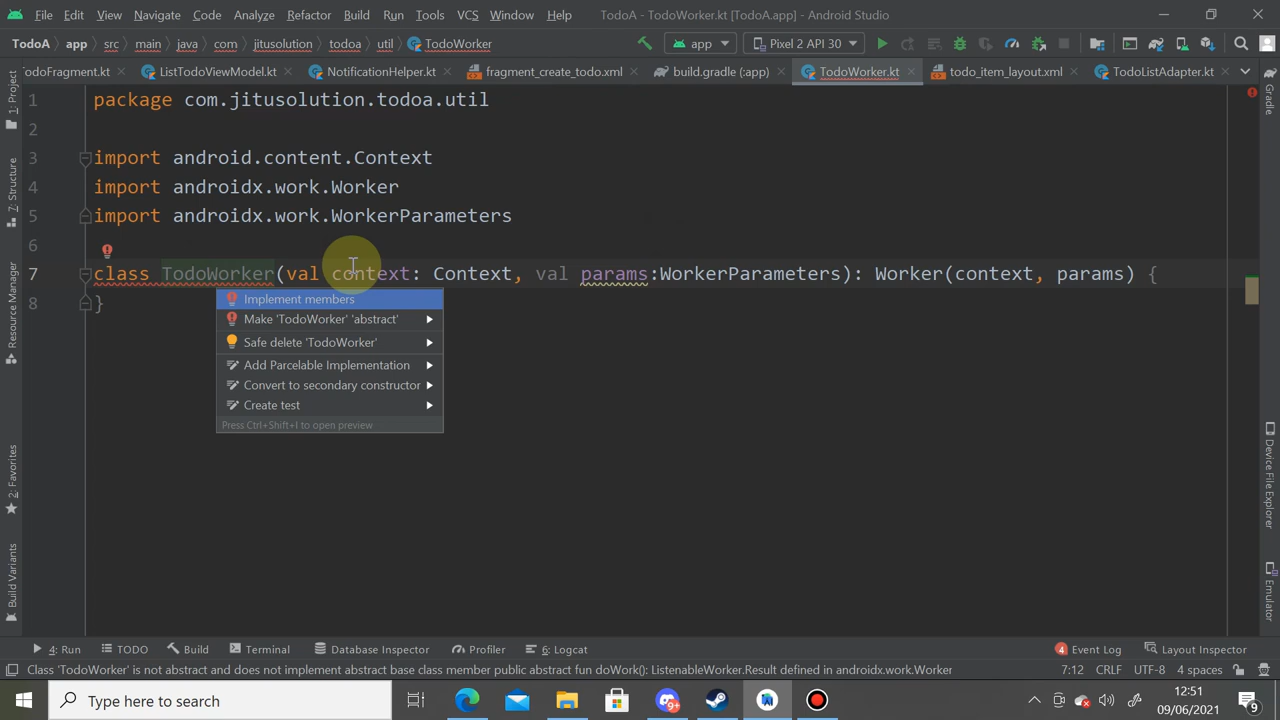 File Edit View Navigate Code Analyze Refactor Build Run Tools VCS Window Help TodoA - TodoWorker.kt [TodoA.app] - Android Studio
TodoA app src main java com jitusolution todoa util TodoWorker app Pixel 2 API 30
odoFragment.kt ListTodoViewModel.kt NotificationHelper.kt fragment_create_todo.xml build.gradle (:app) TodoWorker.kt todo_item_layout.xml TodoListAdapter.kt
1 package com.jitusolution.todoa.util
2
3 import android.content.Context
4 import androidx.work.Worker
5 import androidx.work.WorkerParameters
6
7 class TodoWorker(val context: Context, val params:WorkerParameters): Worker(context, params) {
8 }
Implement members
Make 'TodoWorker' 'abstract'
Safe delete 'TodoWorker'
Add Parcelable Implementation
Convert to secondary constructor
Create test
Press Ctrl+Shift+I to open preview
1: Project
7: Structure
Resource Manager
2: Favorites
Build Variants
Gradle
Device File Explorer
Emulator
4: Run TODO Build Terminal Database Inspector Profiler 6: Logcat 4 Event Log Layout Inspector
Class 'TodoWorker' is not abstract and does not implement abstract base class member public abstract fun doWork(): ListenableWorker.Result defined in androidx.work.Worker 7:12 CRLF UTF-8 4 spaces
Type here to search 9+ 12:51
09/06/2021 9